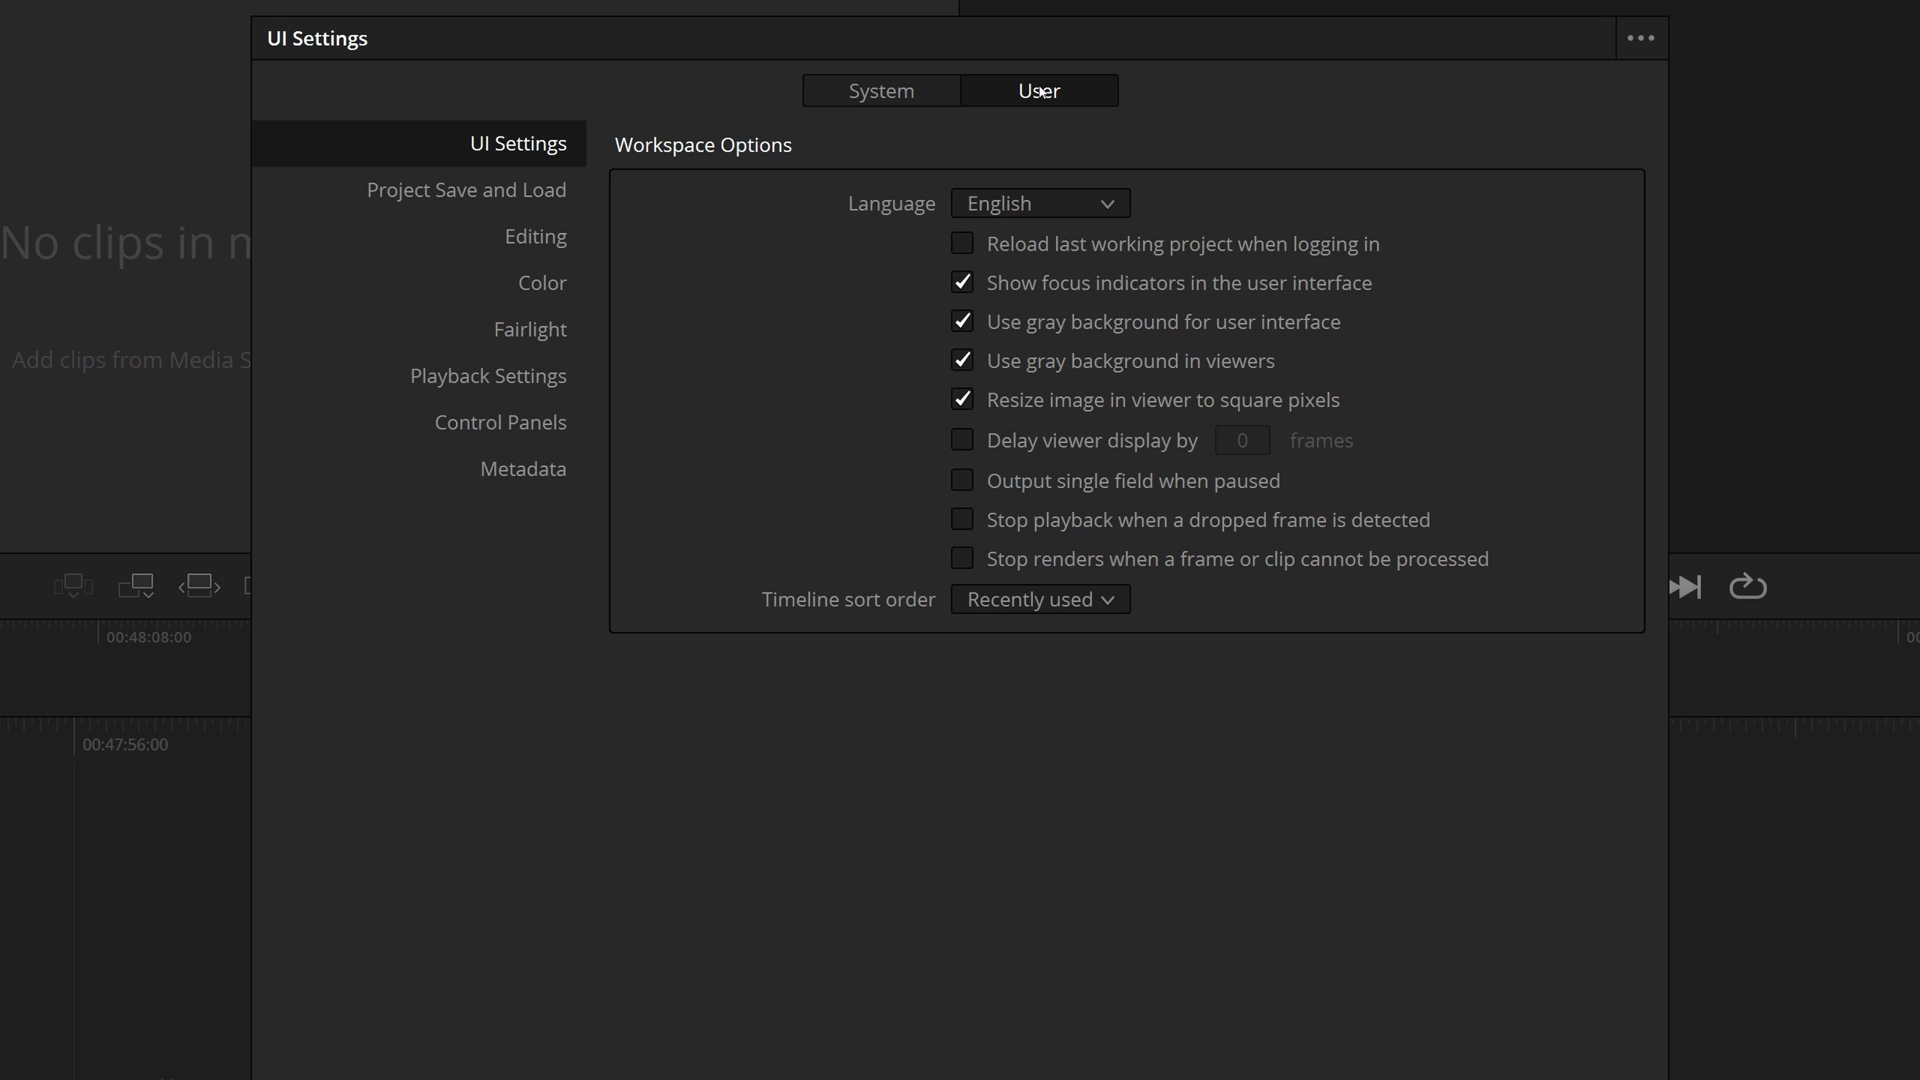 UI Settings
System
User
UI Settings
Project Save and Load
Editing
Color
Fairlight
Playback Settings
Control Panels
Metadata
Workspace Options
Language English
Reload last working project when logging in
Show focus indicators in the user interface
Use gray background for user interface
Use gray background in viewers
Resize image in viewer to square pixels
Delay viewer display by 0 frames
Output single field when paused
Stop playback when a dropped frame is detected
Stop renders when a frame or clip cannot be processed
Timeline sort order Recently used
No clips in
Add clips from Media
00:48:08:00
00:47:56:00